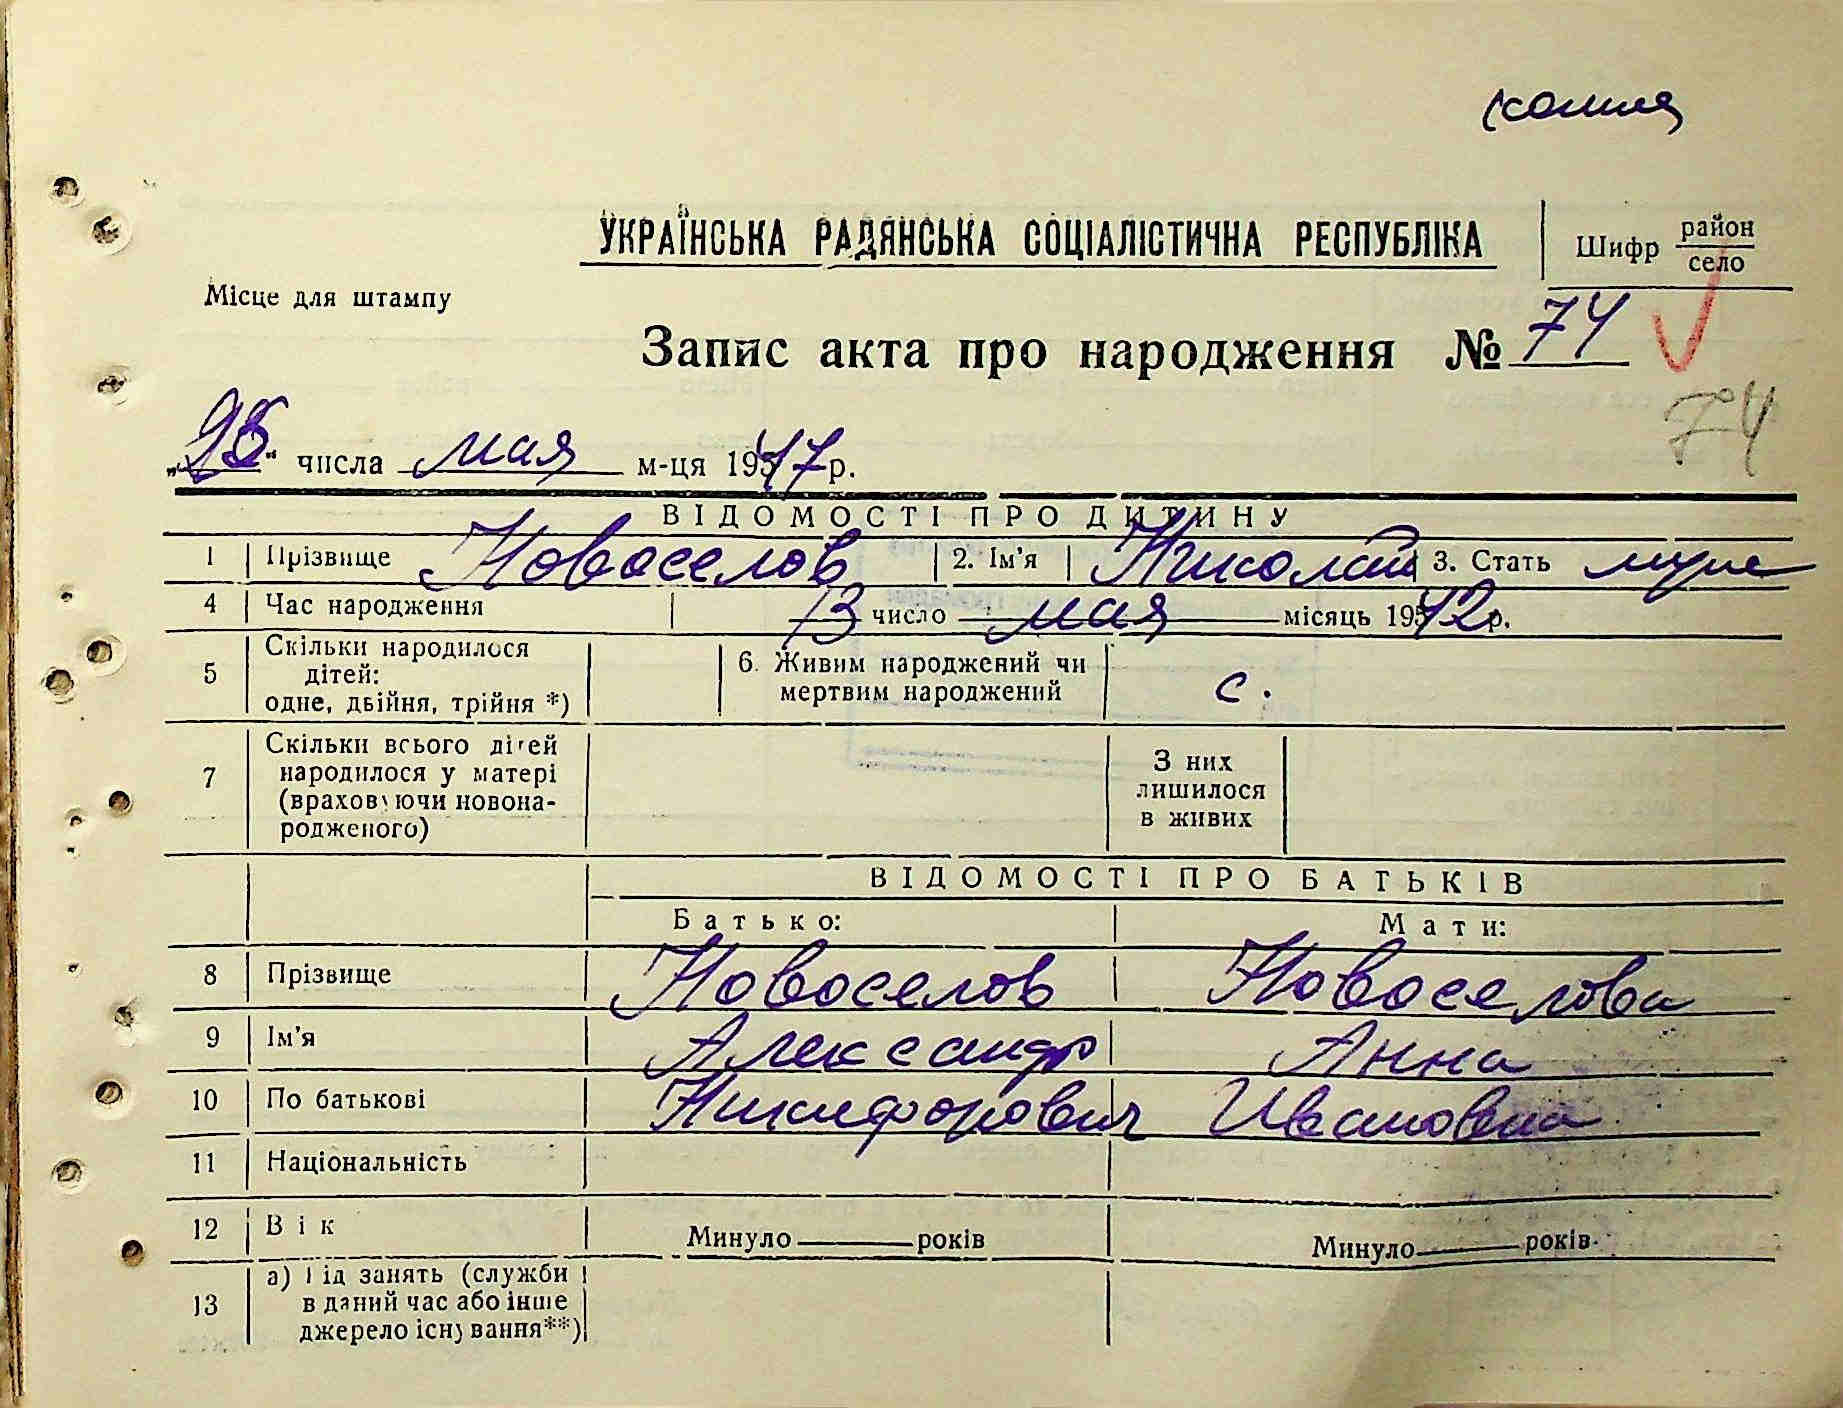 копия
УКРАЇНСЬКА РАДЯНСЬКА СОЦІАЛІСТИЧНА РЕСПУБЛІКА
Шифр район
село
Місце для штампу
Запис акта про народження № 74
74
числа мая м-ця 1947 р.
ВІДОМОСТІ ПРО ДИТИНУ
1 Прізвище Новоселов 2. Ім'я Николай 3. Стать муж
4 Час народження 13 число мая місяць 1942 р.
5 Скільки народилося дітей: одне, двійня, трійня *) 6. Живим народжений чи мертвим народжений с.
7 Скільки всього дітей народилося у матері (враховуючи новонародженого) З них лишилося в живих
ВІДОМОСТІ ПРО БАТЬКІВ
Батько: Мати:
8 Прізвище Новоселов Новоселова
9 Ім'я Александр Анна
10 По батькові Никифорович Ивановна
11 Національність
12 Вік Минуло років Минуло років
13 а) Рід занять (служби в даний час або інше джерело існування**)